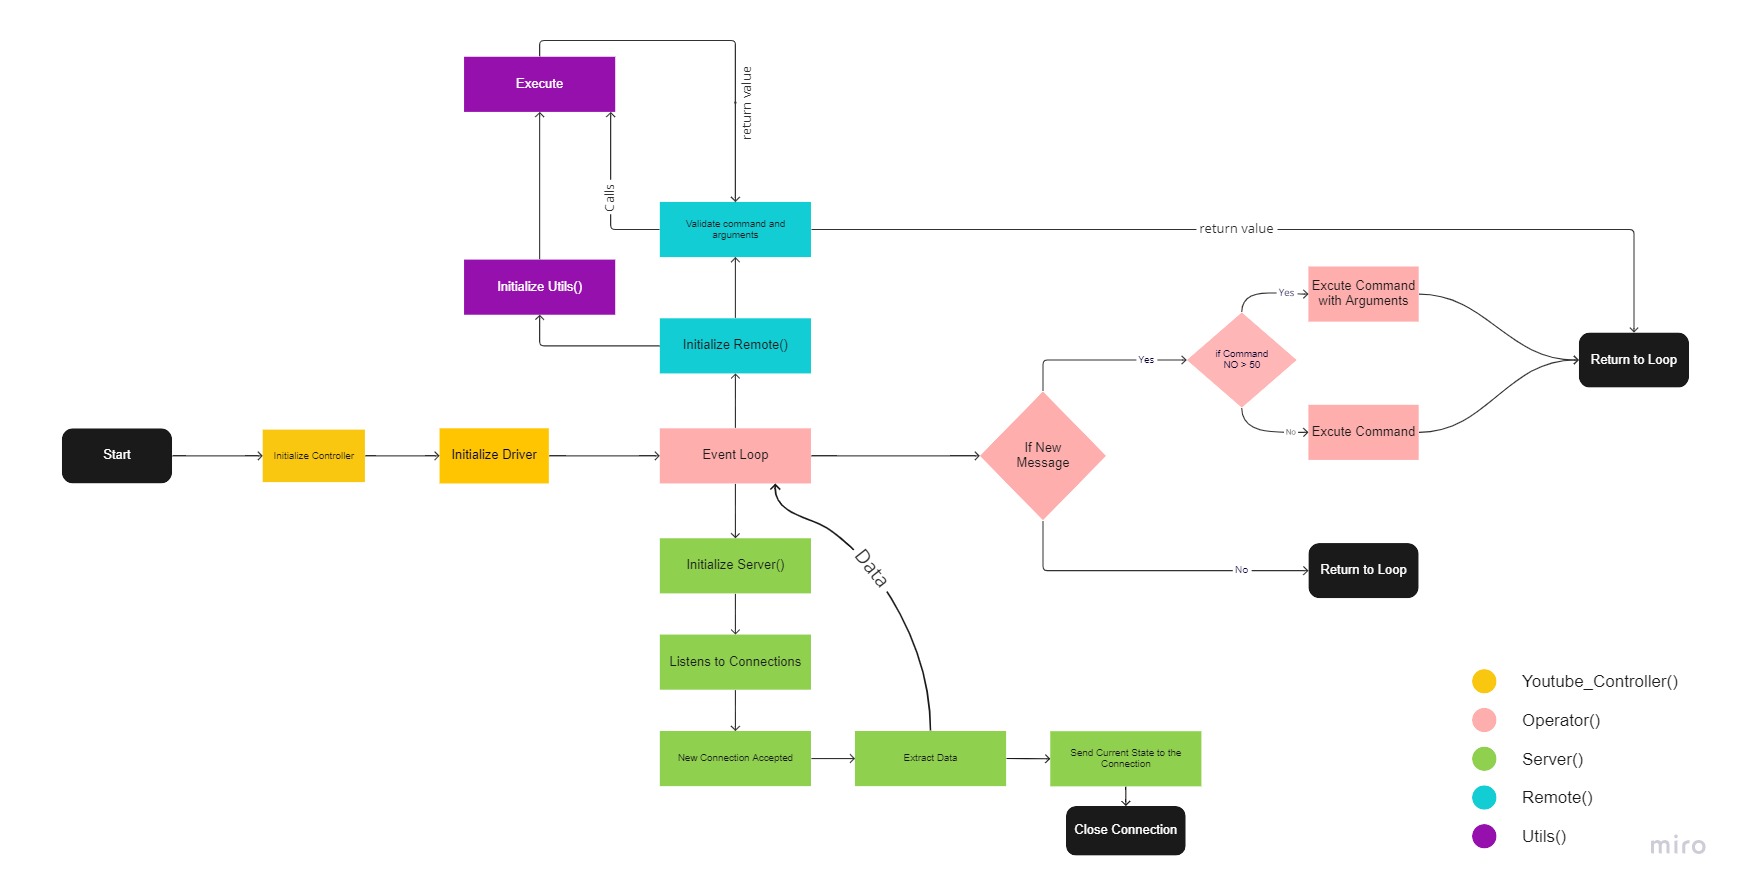 Execute
return value
Calls
Validate command and
arguments
return value
Initialize Utils()
Initialize Remote()
Yes
Excute Command
with Arguments
if Command
NO > 50
Yes
Return to Loop
No
Excute Command
Start
Initialize Controller
Initialize Driver
Event Loop
If New
Message
No
Return to Loop
Initialize Server()
Data
Listens to Connections
New Connection Accepted
Extract Data
Send Current State to the
Connection
Close Connection
Youtube_Controller()
Operator()
Server()
Remote()
Utils()
miro